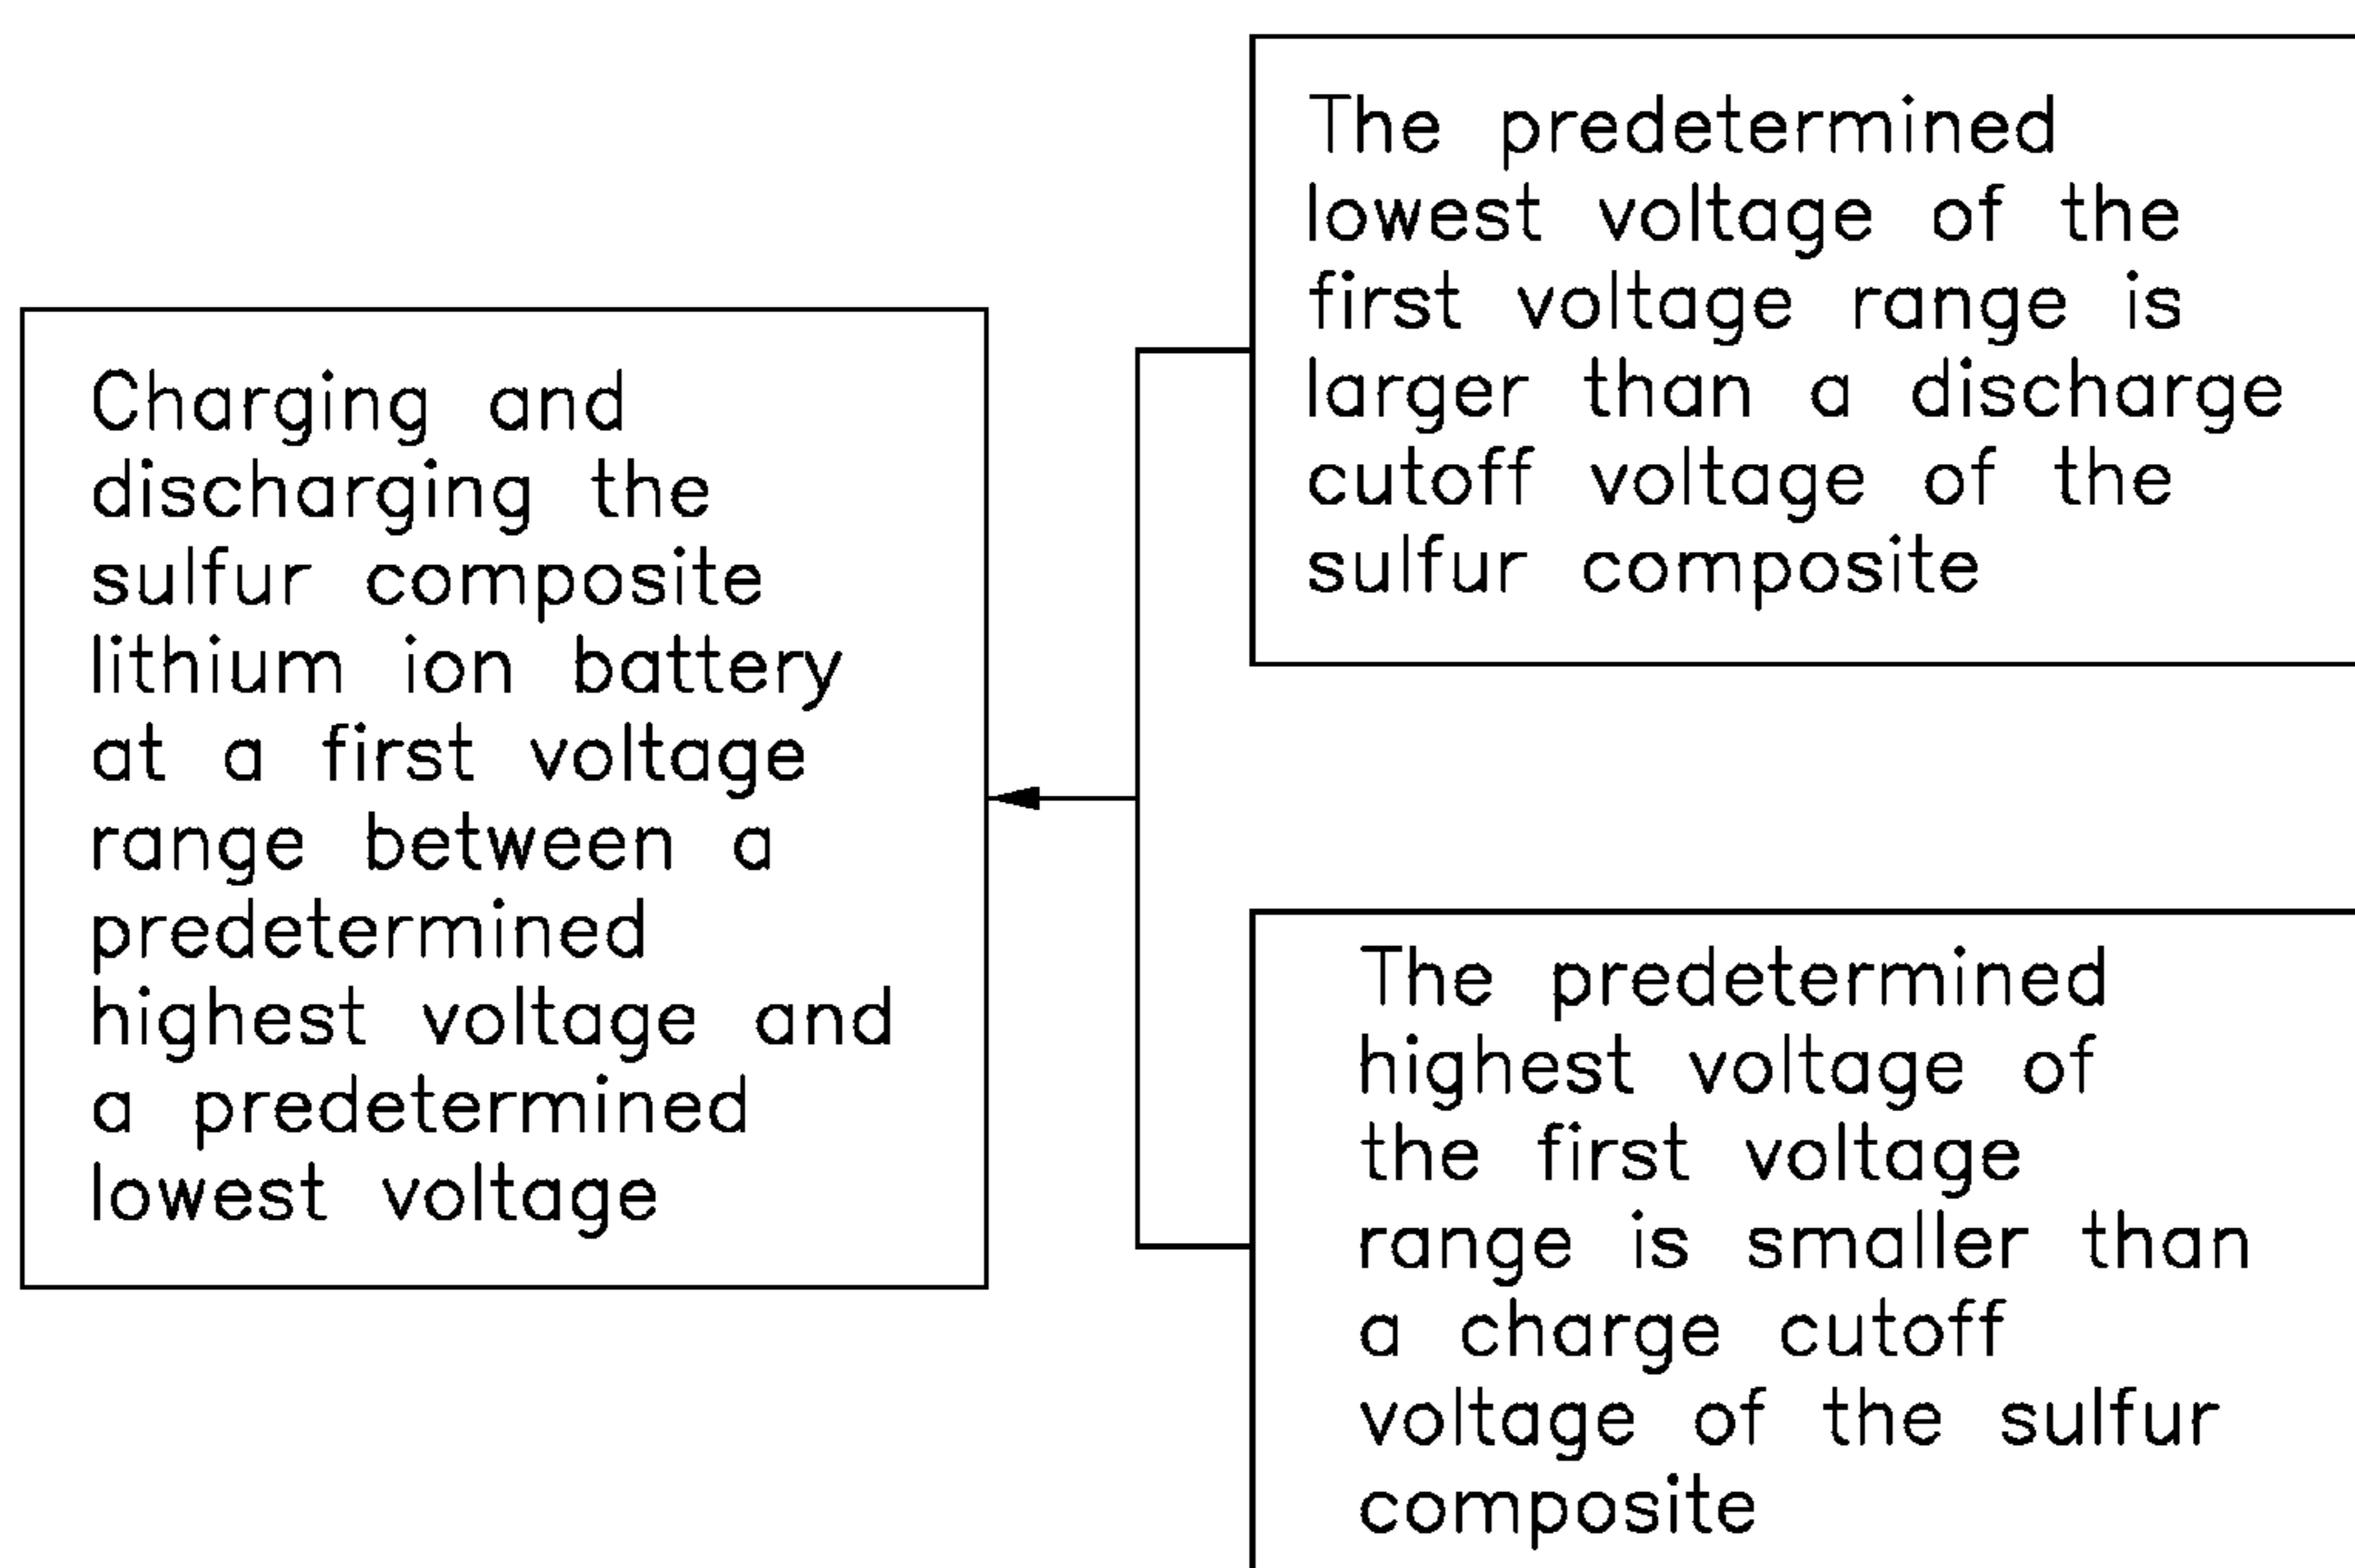 Charging and
discharging the
sulfur composite
lithium ion battery
at a first voltage
range between a
predetermined
highest voltage and
a predetermined
lowest voltage
The predetermined
lowest voltage of the
first voltage range is
larger than a discharge
cutoff voltage of the
sulfur composite
The predetermined
highest voltage of
the first voltage
range is smaller than
a charge cutoff
voltage of the sulfur
composite